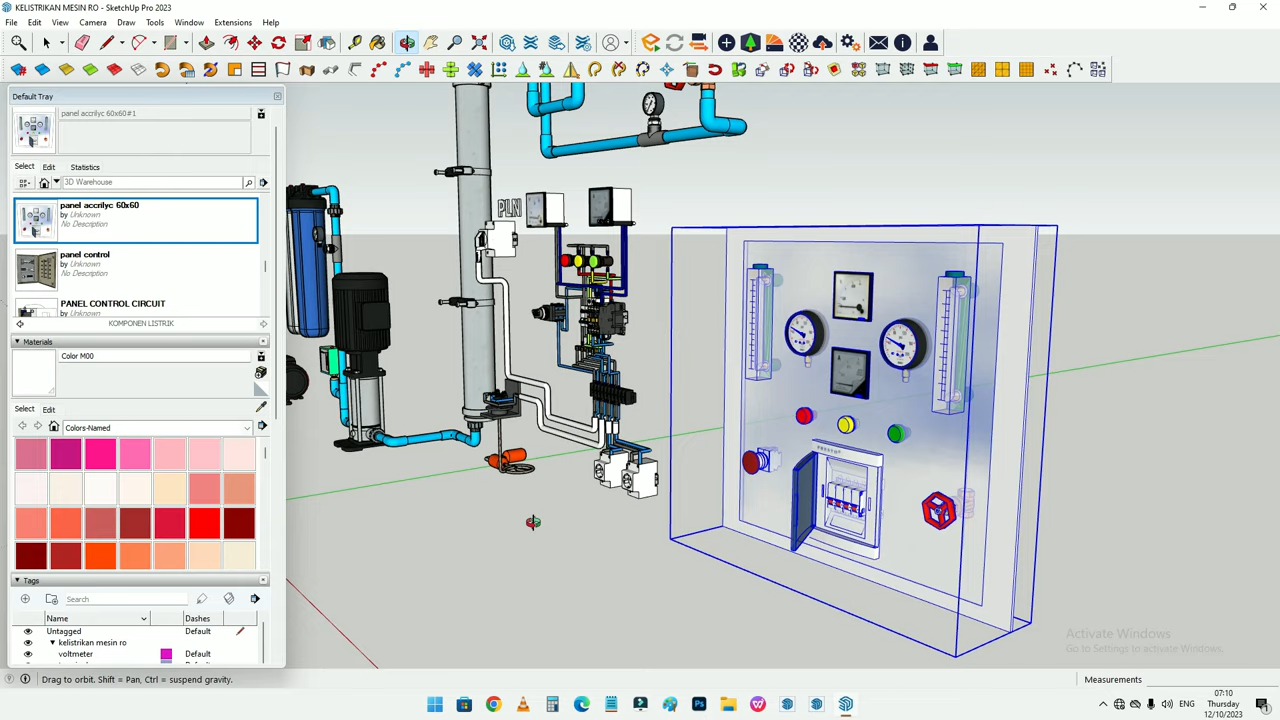 KELISTRIKAN MESIN RO - SketchUp Pro 2023
File Edit View Camera Draw Tools Window Extensions Help
Default Tray
panel accrilyc 60x60#1
Select Edit Statistics
3D Warehouse
panel accrilyc 60x60
by Unknown
No Description
panel control
by Unknown
No Description
PANEL CONTROL CIRCUIT
by Unknown
KOMPONEN LISTRIK
Materials
Color M00
Select Edit
Colors-Named
Tags
Search
Name Dashes
Untagged Default
kelistrikan mesin ro
voltmeter Default
PLN
Activate Windows
Go to Settings to activate Windows.
Drag to orbit. Shift = Pan, Ctrl = suspend gravity.
Measurements
ENG
07:10
Thursday
12/10/2023